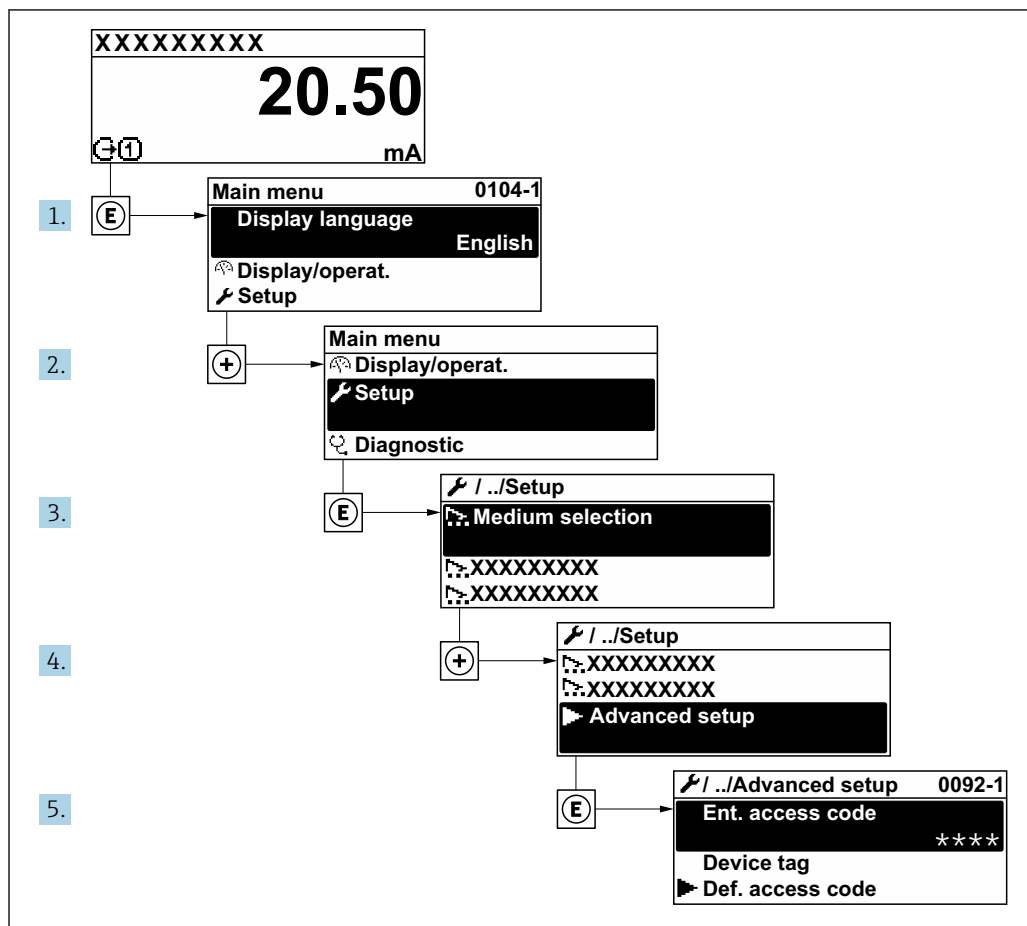 XXXXXXXXX
20.50
1 mA
1. E Main menu 0104-1
Display language
English
Display/operat.
Setup
2. + Main menu
Display/operat.
Setup
Diagnostic
3. E / ../Setup
Medium selection
XXXXXXXXX
XXXXXXXXX
4. + / ../Setup
XXXXXXXXX
XXXXXXXXX
Advanced setup
5. E / ../Advanced setup 0092-1
Ent. access code
****
Device tag
Def. access code